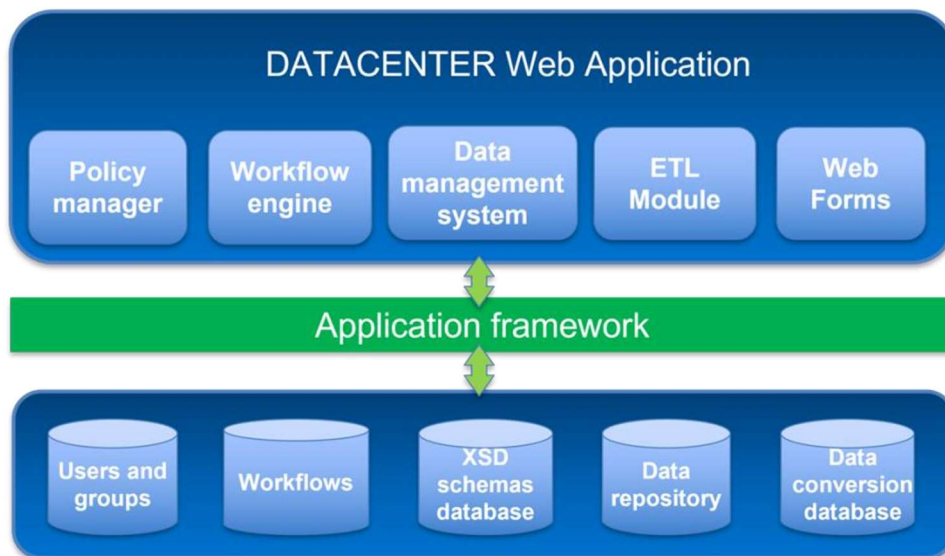 DATACENTER Web Application
Policy
manager
Workflow
engine
Data
management
system
ETL
Module
Web
Forms
Application framework
Users and
groups
Workflows
XSD
schemas
database
Data
repository
Data
conversion
database